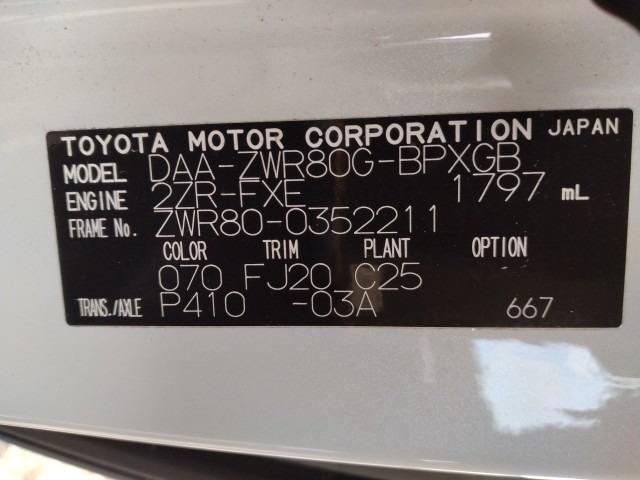 TOYOTA MOTOR CORPORATION JAPAN
MODEL DAA-ZWR80G-BPXGB
ENGINE 2ZR-FXE 1797 mL
FRAME No. ZWR80-0352211
COLOR TRIM PLANT OPTION
070 FJ20 C25
TRANS./AXLE P410 -03A 667